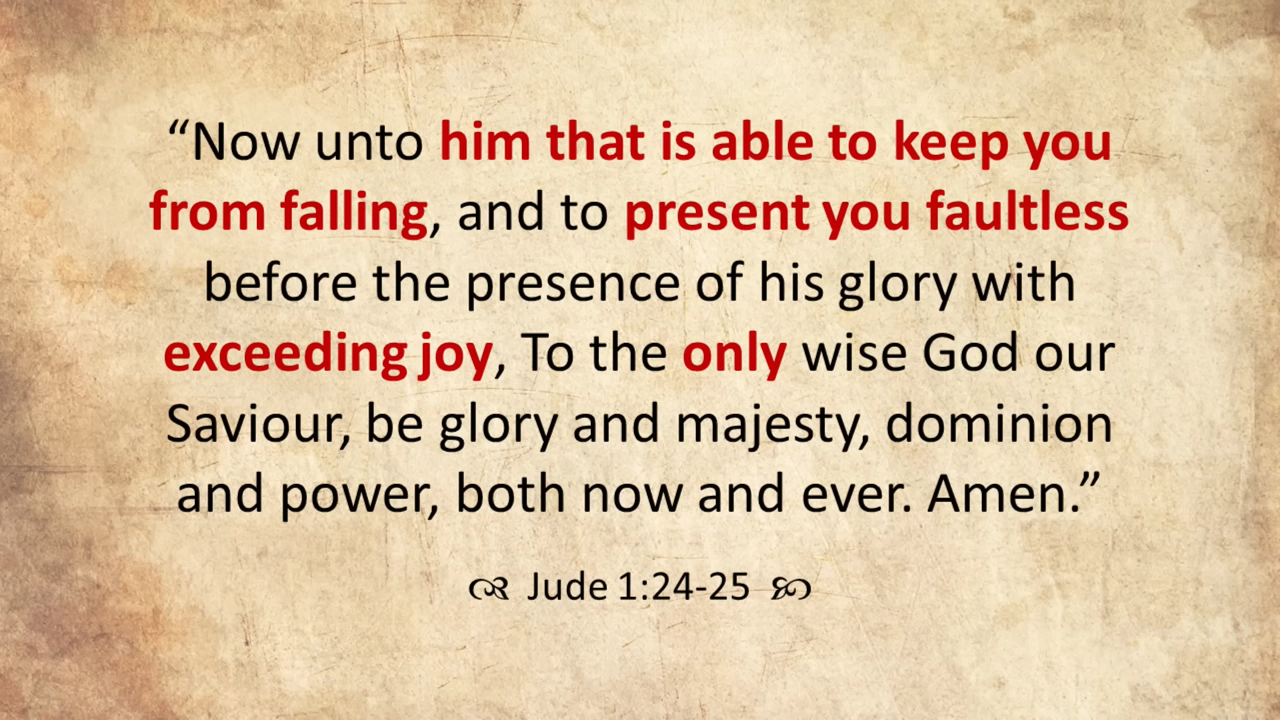 “Now unto him that is able to keep you
from falling, and to present you faultless
before the presence of his glory with
exceeding joy, To the only wise God our
Saviour, be glory and majesty, dominion
and power, both now and ever. Amen.”
Jude 1:24-25